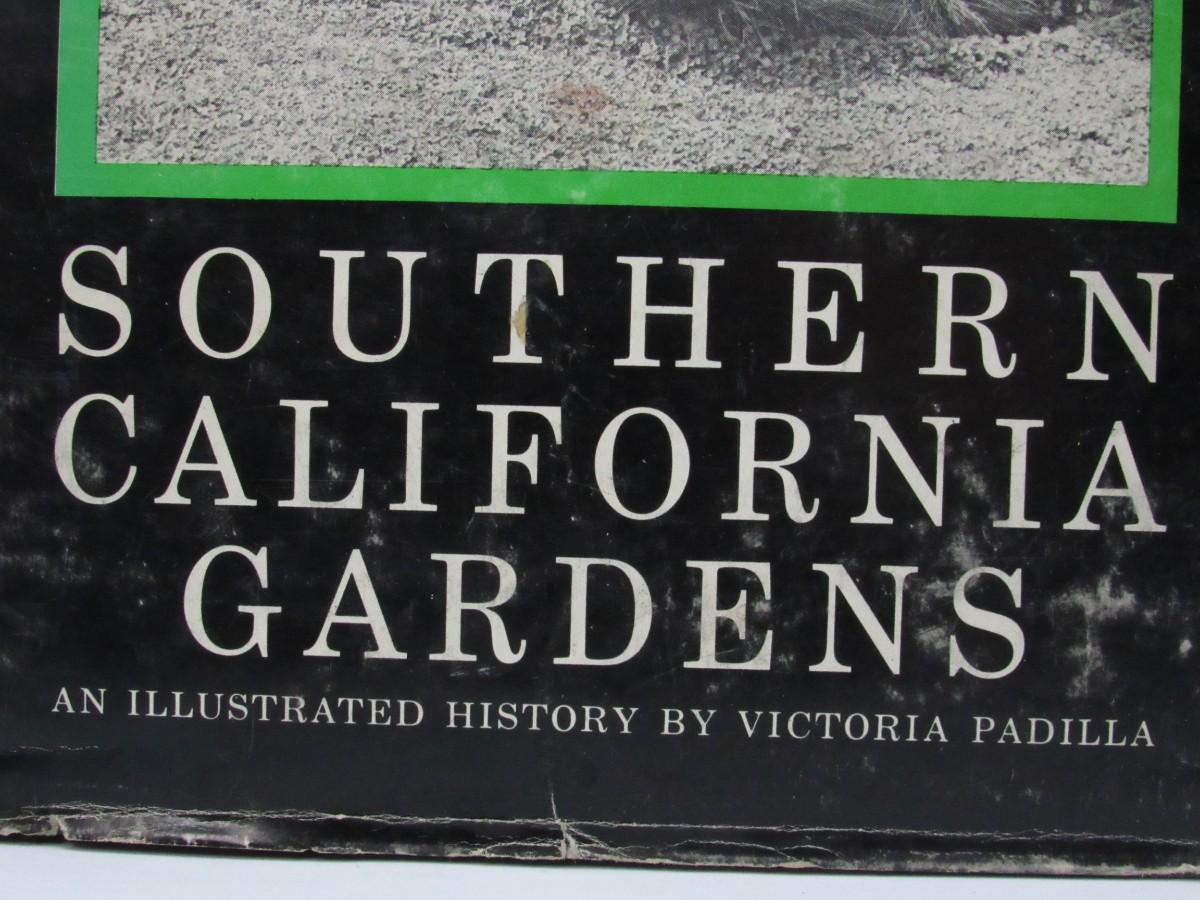 SOUTHERN
CALIFORNIA
GARDENS
AN ILLUSTRATED HISTORY BY VICTORIA PADILLA